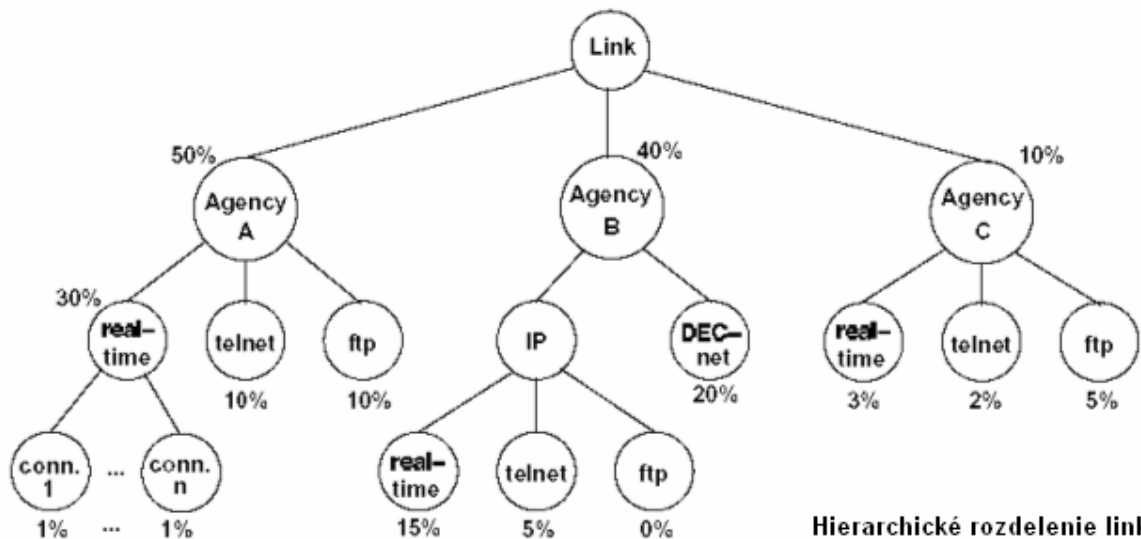 Link
50%
40%
10%
Agency
A
Agency
B
Agency
C
30%
real-
time
telnet
ftp
IP
DEC-
net
real-
time
telnet
ftp
10%
10%
20%
3%
2%
5%
conn.
1
...
conn.
n
real-
time
telnet
ftp
1%
...
1%
15%
5%
0%
Hierarchické rozdelenie